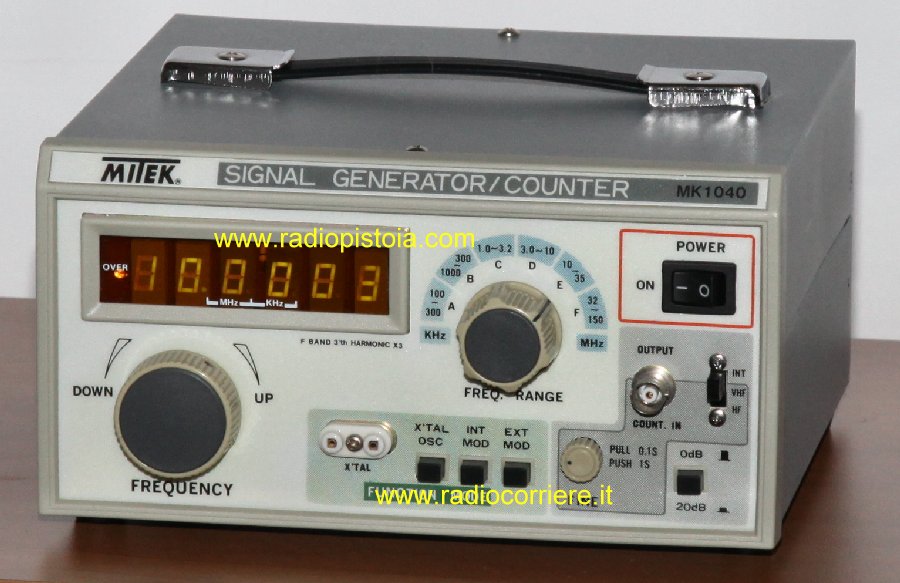 MITEK®
SIGNAL GENERATOR/COUNTER
MK1040
www.radiopistoia.com
OVER
10.0003
MHz KHz
F BAND 3'th HARMONIC X3
A B C D E F
100~300
300~1000
1.0~3.2
3.0~10
10~35
32~150
KHz
MHz
FREQ. RANGE
POWER
ON
O
DOWN
UP
FREQUENCY
X'TAL
X'TAL OSC
INT MOD
EXT MOD
www.radiocorriere.it
OUTPUT
COUNT. IN
INT
VHF
HF
PULL 0.1S
PUSH 1S
0dB
20dB